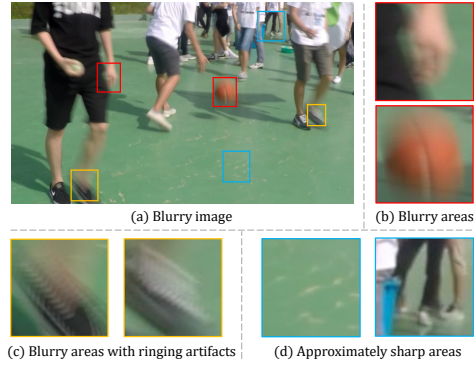 (a) Blurry image
(b) Blurry areas
(c) Blurry areas with ringing artifacts
(d) Approximately sharp areas